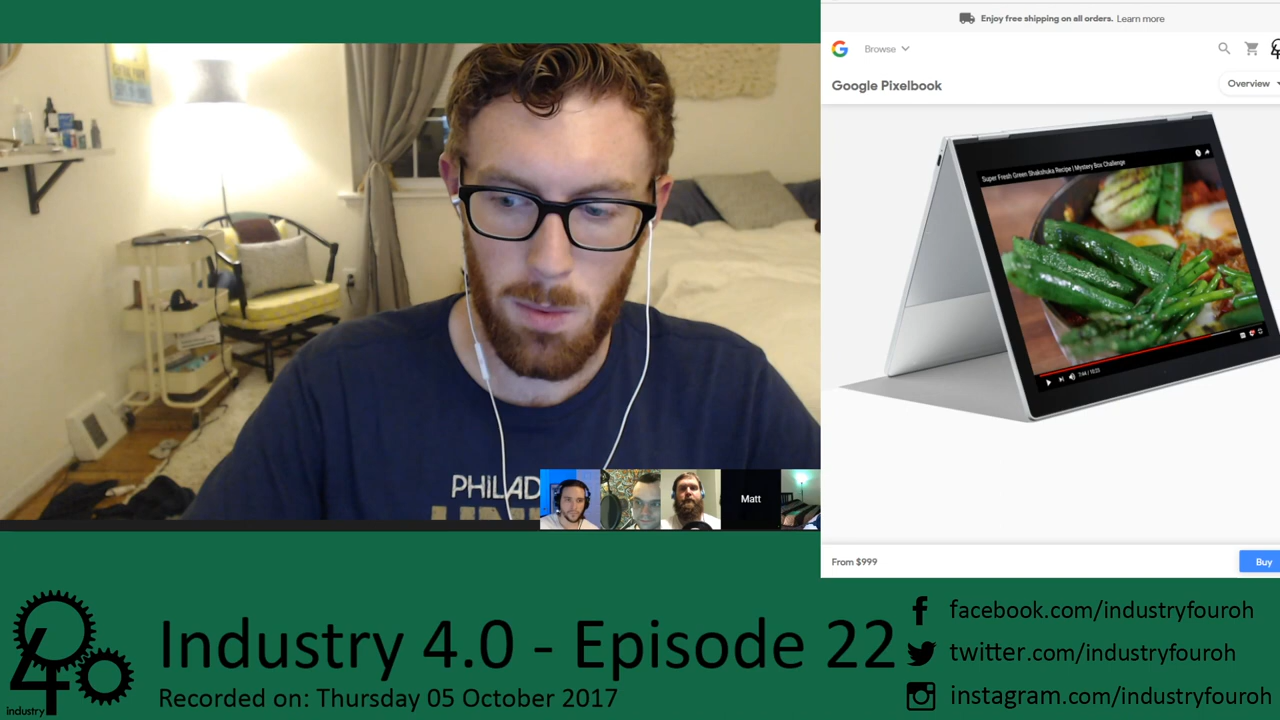 Enjoy free shipping on all orders. Learn more
Browse
Google Pixelbook
Overview
Super Fresh Green Shakshuka Recipe | Mystery Box Challenge
PHILAD
Matt
From $999
Buy
Industry 4.0 - Episode 22
Recorded on: Thursday 05 October 2017
industry
facebook.com/industryfouroh
twitter.com/industryfouroh
instagram.com/industryfouroh